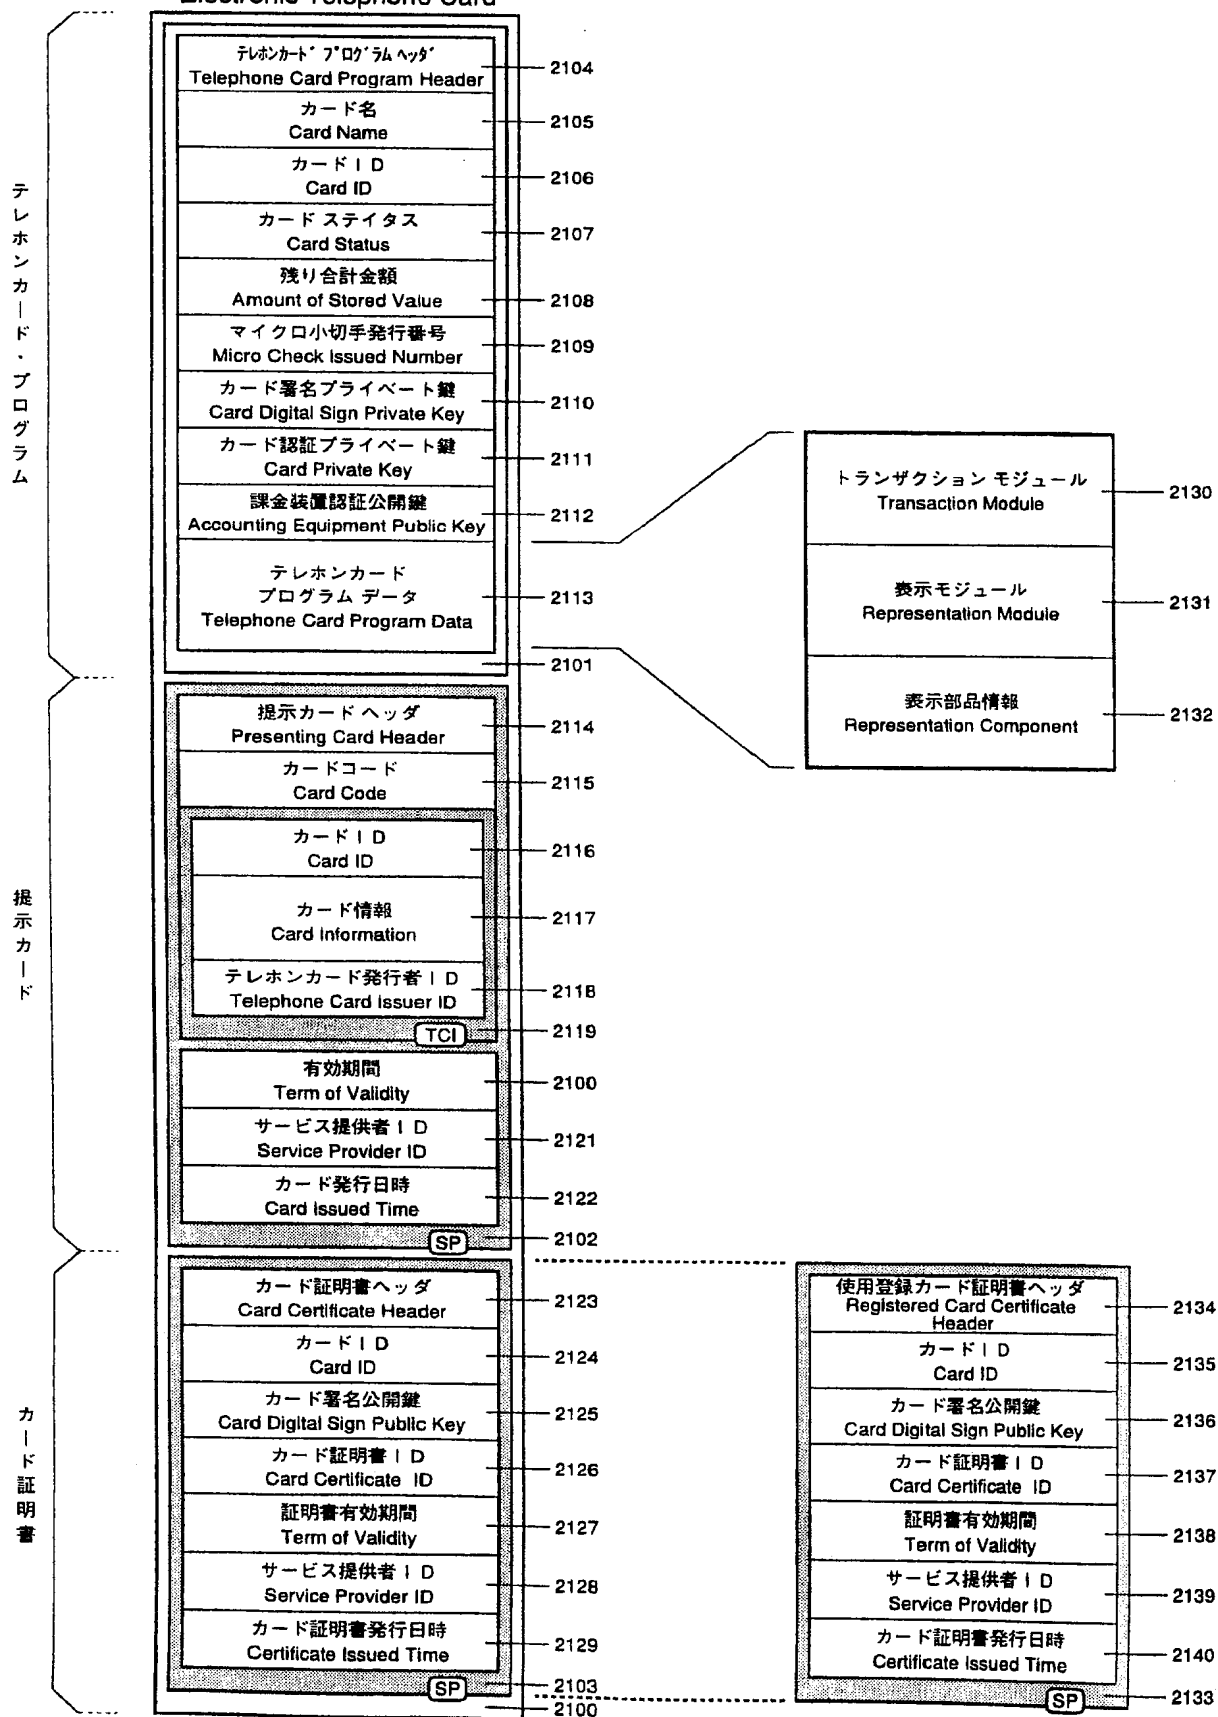 Electronic Telephone Card
テレホンカード・プログラム
テレホンカード プログラム ヘッダ
Telephone Card Program Header
2104
カード名
Card Name
2105
カードID
Card ID
2106
カード ステイタス
Card Status
2107
残り合計金額
Amount of Stored Value
2108
マイクロ小切手発行番号
Micro Check Issued Number
2109
カード署名プライベート鍵
Card Digital Sign Private Key
2110
カード認証プライベート鍵
Card Private Key
2111
課金装置認証公開鍵
Accounting Equipment Public Key
2112
テレホンカード
プログラム データ
Telephone Card Program Data
2113
2101
トランザクション モジュール
Transaction Module
2130
表示モジュール
Representation Module
2131
表示部品情報
Representation Component
2132
提示カード
提示カード ヘッダ
Presenting Card Header
2114
カードコード
Card Code
2115
カードID
Card ID
2116
カード情報
Card Information
2117
テレホンカード発行者ID
Telephone Card Issuer ID
2118
TCI
2119
有効期間
Term of Validity
2100
サービス提供者ID
Service Provider ID
2121
カード発行日時
Card Issued Time
2122
SP
2102
カード証明書
カード証明書ヘッダ
Card Certificate Header
2123
カードID
Card ID
2124
カード署名公開鍵
Card Digital Sign Public Key
2125
カード証明書ID
Card Certificate ID
2126
証明書有効期間
Term of Validity
2127
サービス提供者ID
Service Provider ID
2128
カード証明書発行日時
Certificate Issued Time
2129
SP
2103
2100
使用登録カード証明書ヘッダ
Registered Card Certificate
Header
2134
カードID
Card ID
2135
カード署名公開鍵
Card Digital Sign Public Key
2136
カード証明書ID
Card Certificate ID
2137
証明書有効期間
Term of Validity
2138
サービス提供者ID
Service Provider ID
2139
カード証明書発行日時
Certificate Issued Time
2140
SP
2133